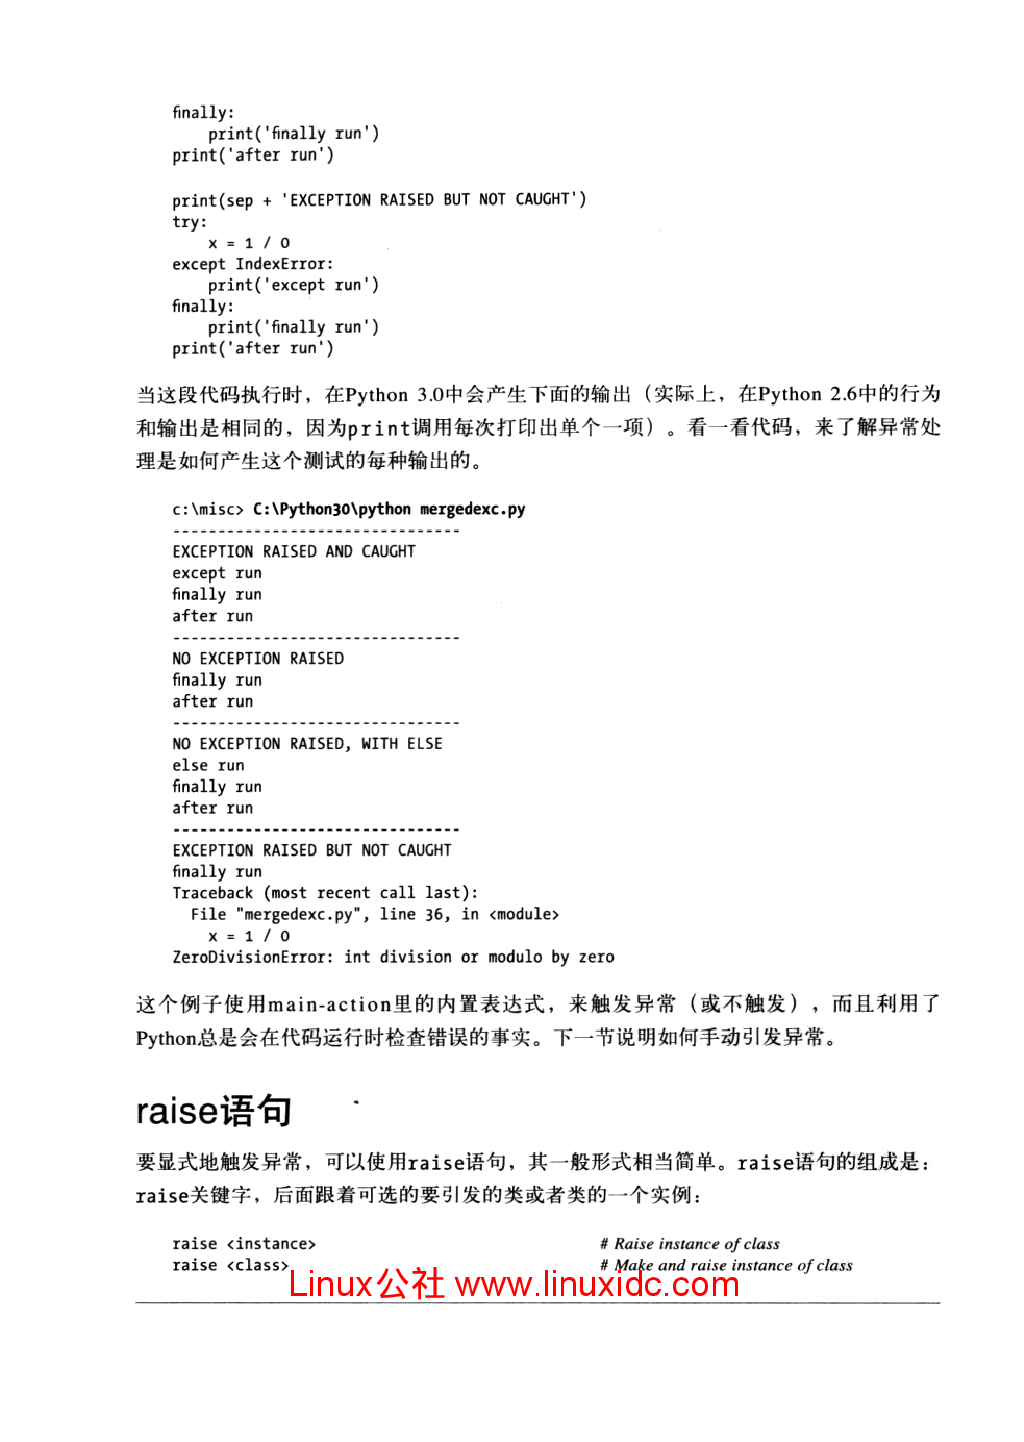 finally:
    print('finally run')
print('after run')

print(sep + 'EXCEPTION RAISED BUT NOT CAUGHT')
try:
    x = 1 / 0
except IndexError:
    print('except run')
finally:
    print('finally run')
print('after run')

当这段代码执行时，在Python 3.0中会产生下面的输出（实际上，在Python 2.6中的行为
和输出是相同的，因为print调用每次打印出单个一项）。看一看代码，来了解异常处
理是如何产生这个测试的每种输出的。

c:\misc> C:\Python30\python mergedexc.py
--------------------------------
EXCEPTION RAISED AND CAUGHT
except run
finally run
after run
--------------------------------
NO EXCEPTION RAISED
finally run
after run
--------------------------------
NO EXCEPTION RAISED, WITH ELSE
else run
finally run
after run
--------------------------------
EXCEPTION RAISED BUT NOT CAUGHT
finally run
Traceback (most recent call last):
  File "mergedexc.py", line 36, in <module>
    x = 1 / 0
ZeroDivisionError: int division or modulo by zero

这个例子使用main-action里的内置表达式，来触发异常（或不触发），而且利用了
Python总是会在代码运行时检查错误的事实。下一节说明如何手动引发异常。

raise语句

要显式地触发异常，可以使用raise语句，其一般形式相当简单。raise语句的组成是：
raise关键字，后面跟着可选的要引发的类或者类的一个实例：

raise <instance>    # Raise instance of class
raise <class>    # Make and raise instance of class
Linux公社 www.linuxidc.com